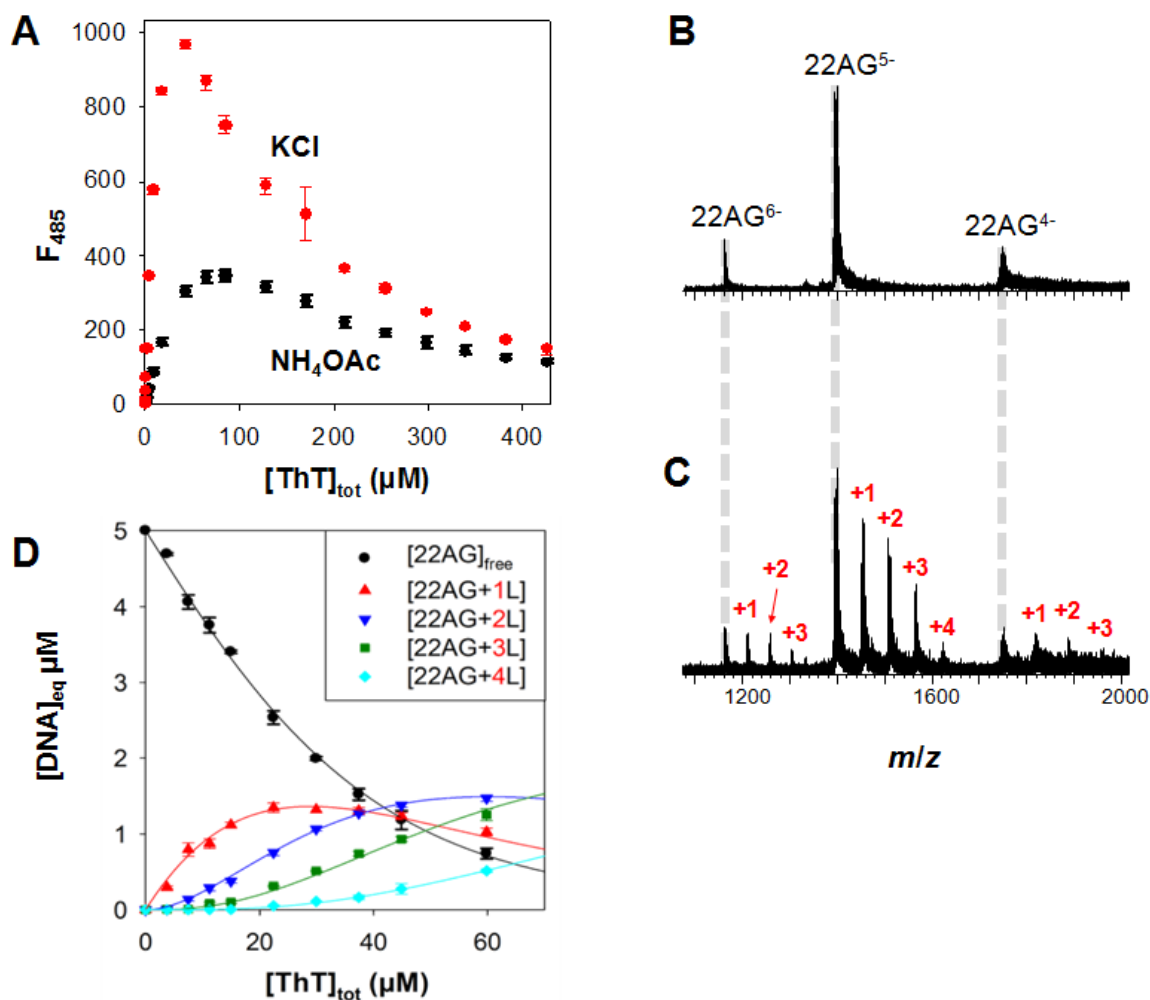 A
F485
1000
800
600
400
200
0
KCl
NH4OAc
0
100
200
300
400
[ThT]tot (µM)
B
22AG6-
22AG5-
22AG4-
C
+1
+2
+3
+1
+2
+3
+4
+1
+2
+3
1200
1600
2000
m/z
D
[DNA]eq µM
5
4
3
2
1
0
[22AG]free
[22AG+1L]
[22AG+2L]
[22AG+3L]
[22AG+4L]
0
20
40
60
[ThT]tot (µM)